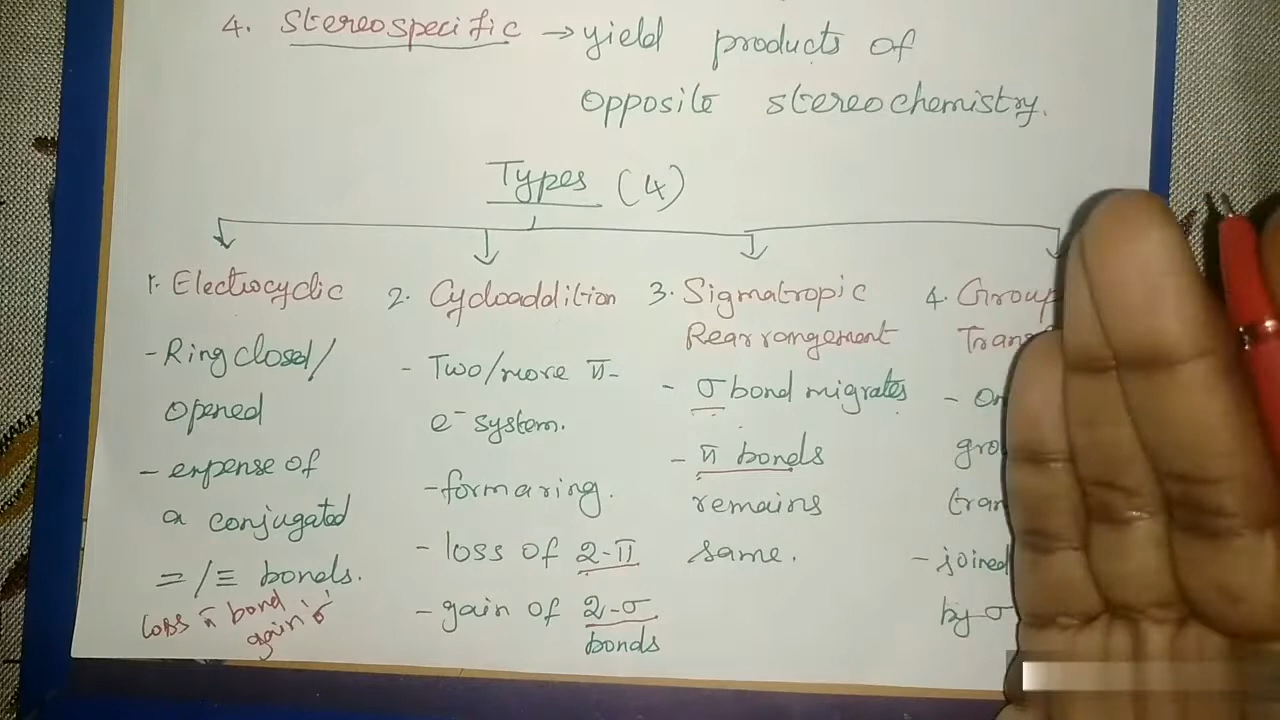 4. Stereospecific → yield products of
opposite stereochemistry.
Types (4)
1. Electrocyclic
- Ring closed/
opened
- expense of
a conjugated
=/≡ bonds.
loss π bond
gain 'σ'
2. Cycloaddition
- Two/more π-
e⁻ system.
- form a ring.
- loss of 2-π
- gain of 2-σ
bonds
3. Sigmatropic
Rearrangement
- σ bond migrates
- π bonds
remains
same.
4. Group
- joined
by σ